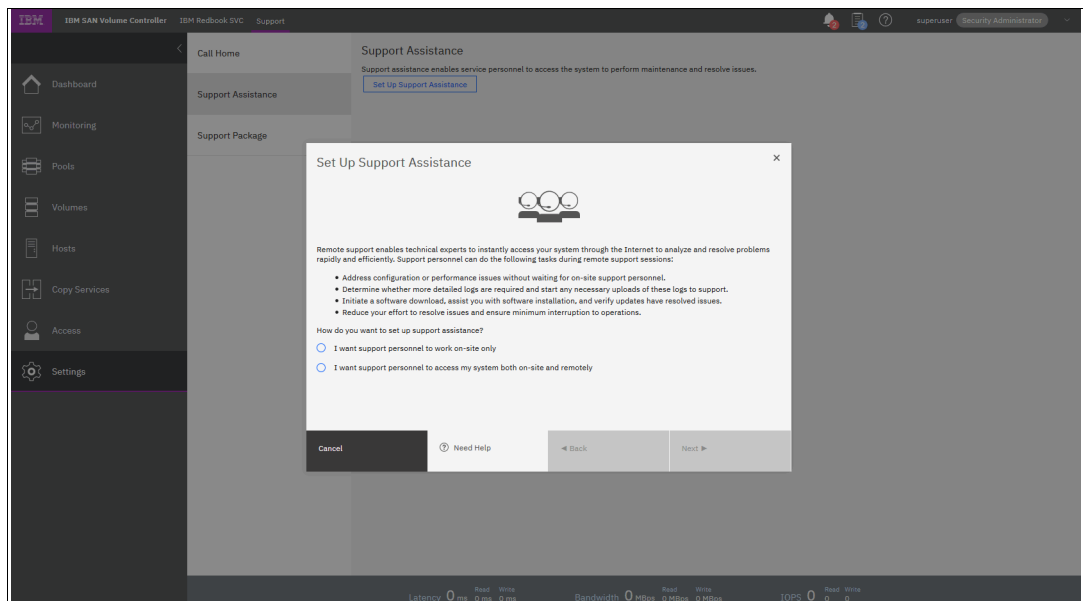 IBM IBM SAN Volume Controller IBM Redbook SVC Support superuser Security Administrator
Dashboard
Monitoring
Pools
Volumes
Hosts
Copy Services
Access
Settings
Call Home
Support Assistance
Support Package
Support Assistance
Support assistance enables service personnel to access the system to perform maintenance and resolve issues.
Set Up Support Assistance
Set Up Support Assistance
Remote support enables technical experts to instantly access your system through the Internet to analyze and resolve problems
rapidly and efficiently. Support personnel can do the following tasks during remote support sessions:
• Address configuration or performance issues without waiting for on-site support personnel.
• Determine whether more detailed logs are required and start any necessary uploads of these logs to support.
• Initiate a software download, assist you with software installation, and verify updates have resolved issues.
• Reduce your effort to resolve issues and ensure minimum interruption to operations.
How do you want to set up support assistance?
I want support personnel to work on-site only
I want support personnel to access my system both on-site and remotely
Cancel
Need Help
◄ Back
Next ►
Read Write Read Write Read Write
Latency 0 ms 0 ms 0 ms Bandwidth 0 MBps 0 MBps 0 MBps IOPS 0 0 0